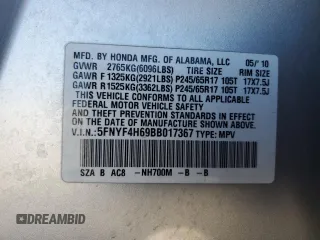 MFD. BY HONDA MFG. OF ALABAMA, LLC 05/10
GVWR 2765KG(6096LBS) TIRE SIZE RIM SIZE
GAWR F 1325KG(2921LBS) P245/65R17 105T 17X7.5J
GAWR R 1525KG(3362LBS) P245/65R17 105T 17X7.5J
THIS VEHICLE CONFORMS TO ALL APPLICABLE
FEDERAL MOTOR VEHICLE SAFETY, BUMPER,
AND THEFT PREVENTION STANDARDS IN EFFECT
ON THE DATE OF MANUFACTURE SHOWN ABOVE.
V.I.N.: 5FNYF4H69BB017367 TYPE: MPV
SZA B AC8 -NH700M -B -B
DREAMBID DREAMBID